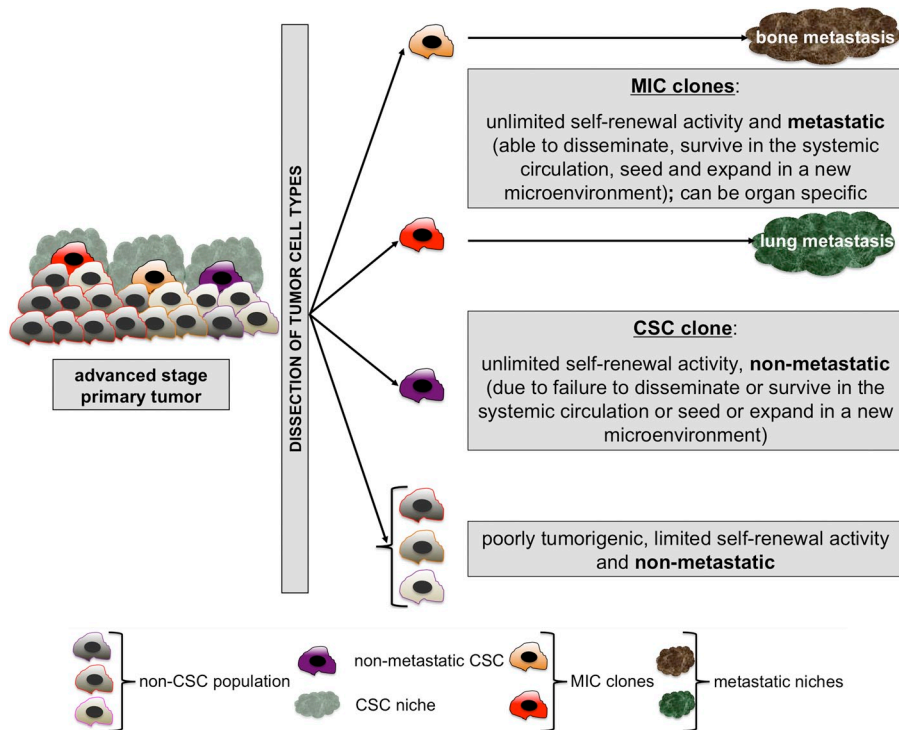 bone metastasis
MIC clones:
unlimited self-renewal activity and metastatic
(able to disseminate, survive in the systemic
circulation, seed and expand in a new
microenvironment); can be organ specific
lung metastasis
DISSECTION OF TUMOR CELL TYPES
advanced stage
primary tumor
CSC clone:
unlimited self-renewal activity, non-metastatic
(due to failure to disseminate or survive in the
systemic circulation or seed or expand in a new
microenvironment)
poorly tumorigenic, limited self-renewal activity
and non-metastatic
non-CSC population
non-metastatic CSC
CSC niche
MIC clones
metastatic niches